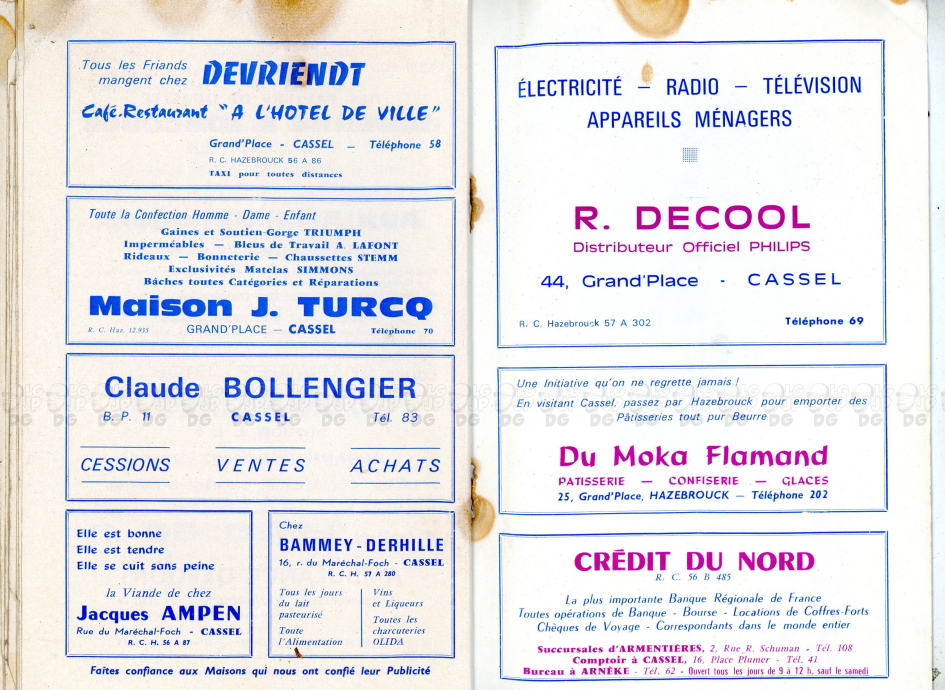 Tous les Friands
mangent chez DEVRIENDT
Café-Restaurant "A L'HOTEL DE VILLE"
Grand'Place - CASSEL — Téléphone 58
R. C. HAZEBROUCK 56 A 86
TAXI pour toutes distances
Toute la Confection Homme - Dame - Enfant
Gaines et Soutien-Gorge TRIUMPH
Imperméables — Bleus de Travail A. LAFONT
Rideaux — Bonneterie — Chaussettes STEMM
Exclusivités Matelas SIMMONS
Bâches toutes Catégories et Réparations
Maison J. TURCQ
R. C. Haz. 12.935 GRAND'PLACE — CASSEL Téléphone 70
Claude BOLLENGIER
B. P. 11 CASSEL Tél. 83
CESSIONS VENTES ACHATS
Elle est bonne
Elle est tendre
Elle se cuit sans peine
la Viande de chez
Jacques AMPEN
Rue du Maréchal-Foch - CASSEL
R. C. H. 56 A 87
Chez
BAMMEY-DERHILLE
16, r. du Maréchal-Foch - CASSEL
R. C. H. 57 A 280
Tous les jours
du lait
pasteurisé
Toute
l'Alimentation
Vins
et Liqueurs
Toutes les
charcuteries
OLIDA
Faites confiance aux Maisons qui nous ont confié leur Publicité
ÉLECTRICITÉ — RADIO — TÉLÉVISION
APPAREILS MÉNAGERS
R. DECOOL
Distributeur Officiel PHILIPS
44, Grand'Place - CASSEL
R. C. Hazebrouck 57 A 302 Téléphone 69
Une Initiative qu'on ne regrette jamais !
En visitant Cassel, passez par Hazebrouck pour emporter des
Pâtisseries tout pur Beurre
Du Moka Flamand
PATISSERIE — CONFISERIE — GLACES
25, Grand'Place, HAZEBROUCK — Téléphone 202
CRÉDIT DU NORD
R. C. 56 B 485
La plus importante Banque Régionale de France
Toutes opérations de Banque - Bourse - Locations de Coffres-Forts
Chèques de Voyage - Correspondants dans le monde entier
Succursales d'ARMENTIÈRES, 2, Rue R. Schuman - Tél. 108
Comptoir à CASSEL, 16, Place Plumer - Tél. 41
Bureau à ARNÈKE - Tél. 62 - Ouvert tous les jours de 9 à 12 h. sauf le samedi